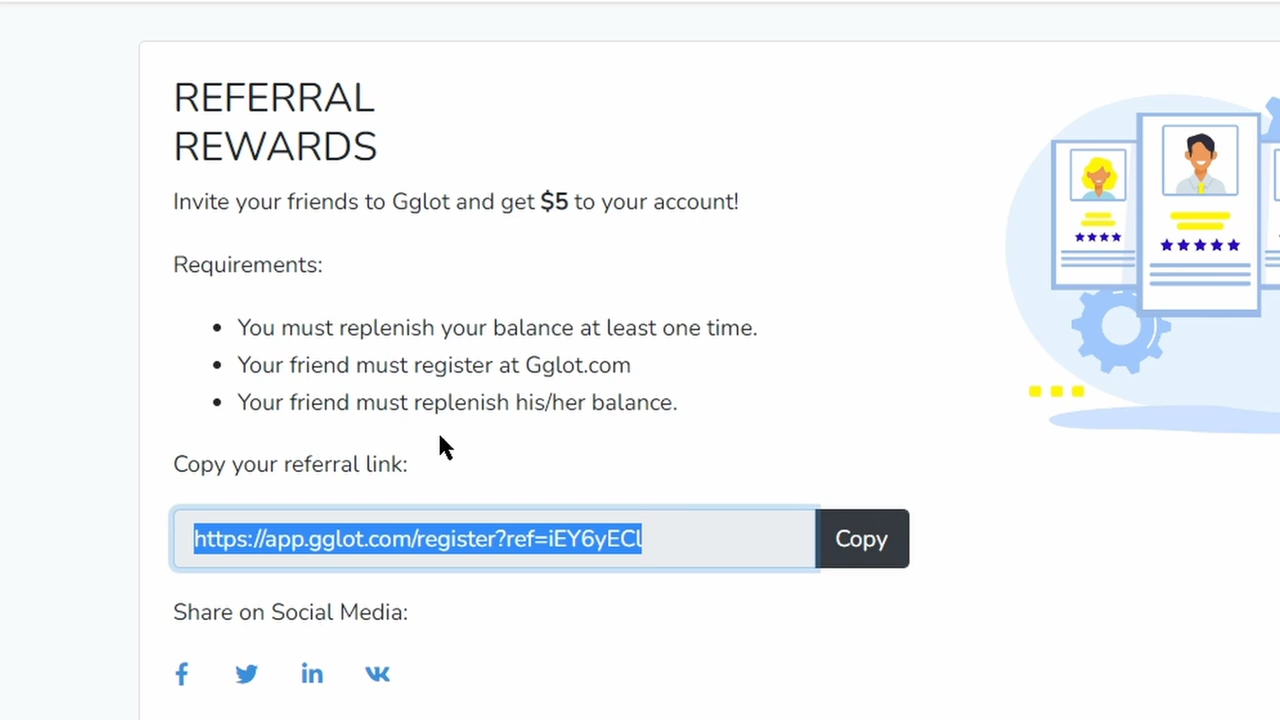 REFERRAL
REWARDS
Invite your friends to Gglot and get $5 to your account!
Requirements:
You must replenish your balance at least one time.
Your friend must register at Gglot.com
Your friend must replenish his/her balance.
Copy your referral link:
https://app.gglot.com/register?ref=iEY6yECl
Copy
Share on Social Media: